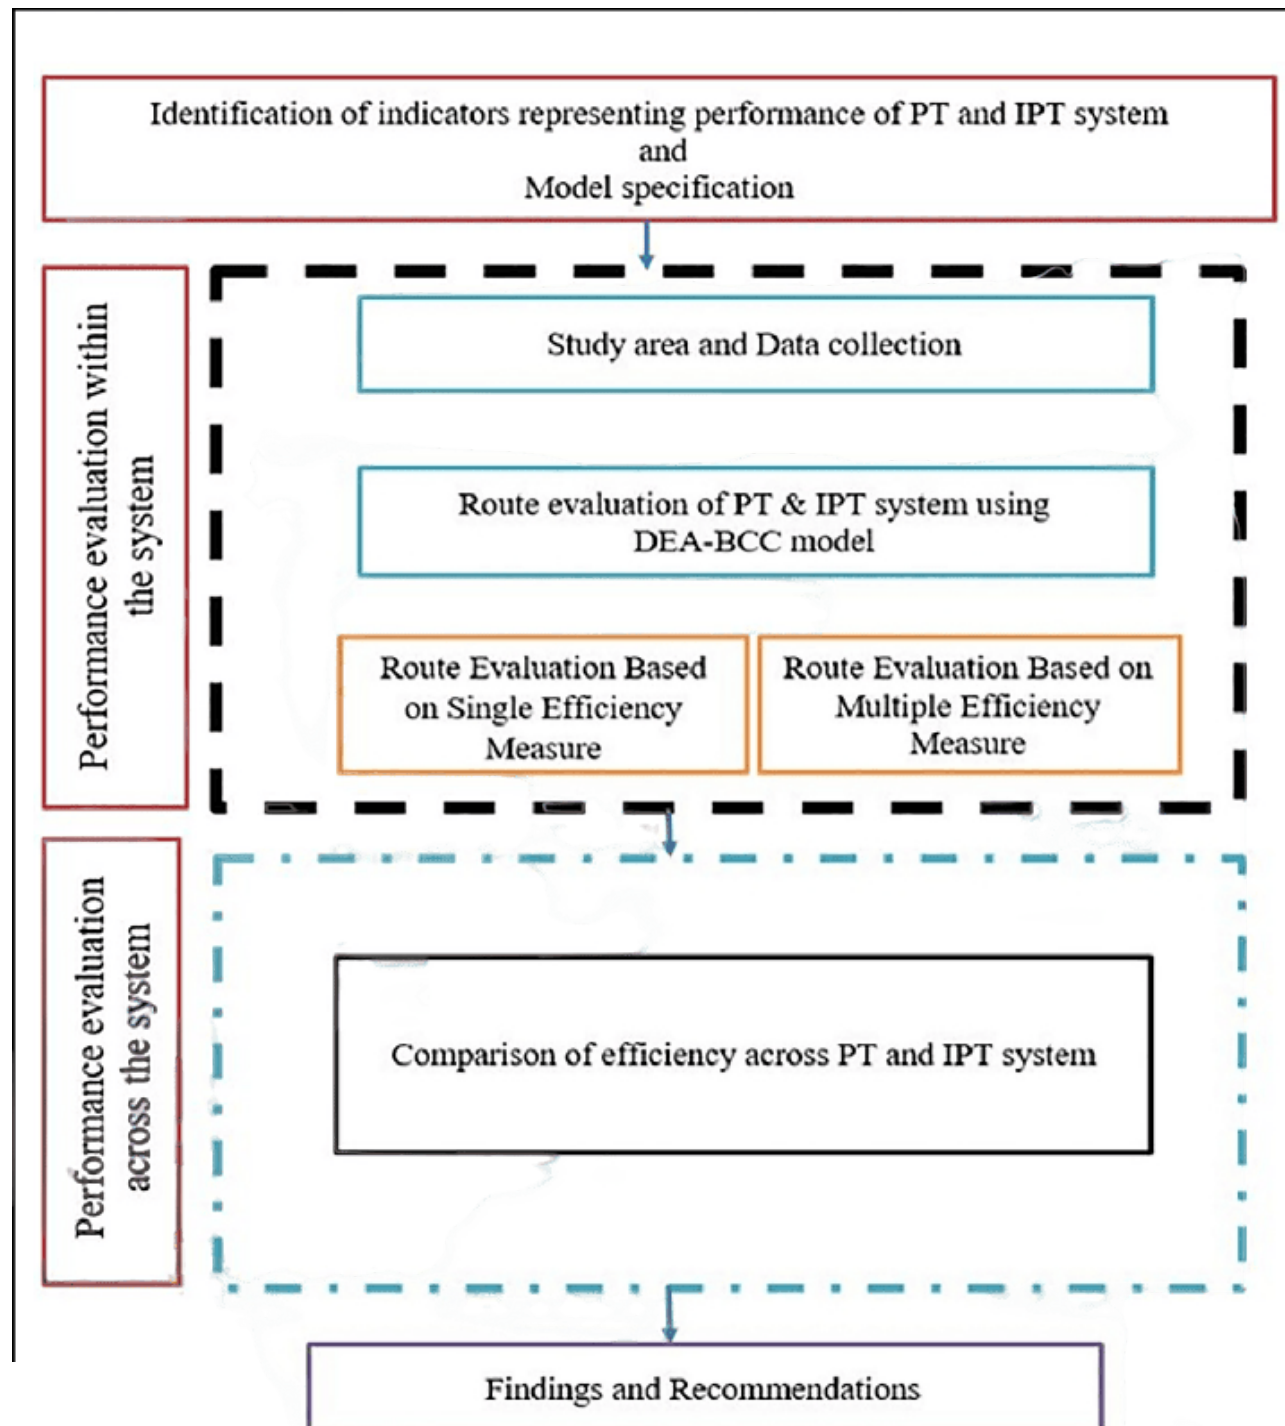 Identification of indicators representing performance of PT and IPT system
and
Model specification
Performance evaluation within
the system
Study area and Data collection
Route evaluation of PT & IPT system using
DEA-BCC model
Route Evaluation Based
on Single Efficiency
Measure
Route Evaluation Based on
Multiple Efficiency
Measure
Performance evaluation
across the system
Comparison of efficiency across PT and IPT system
Findings and Recommendations